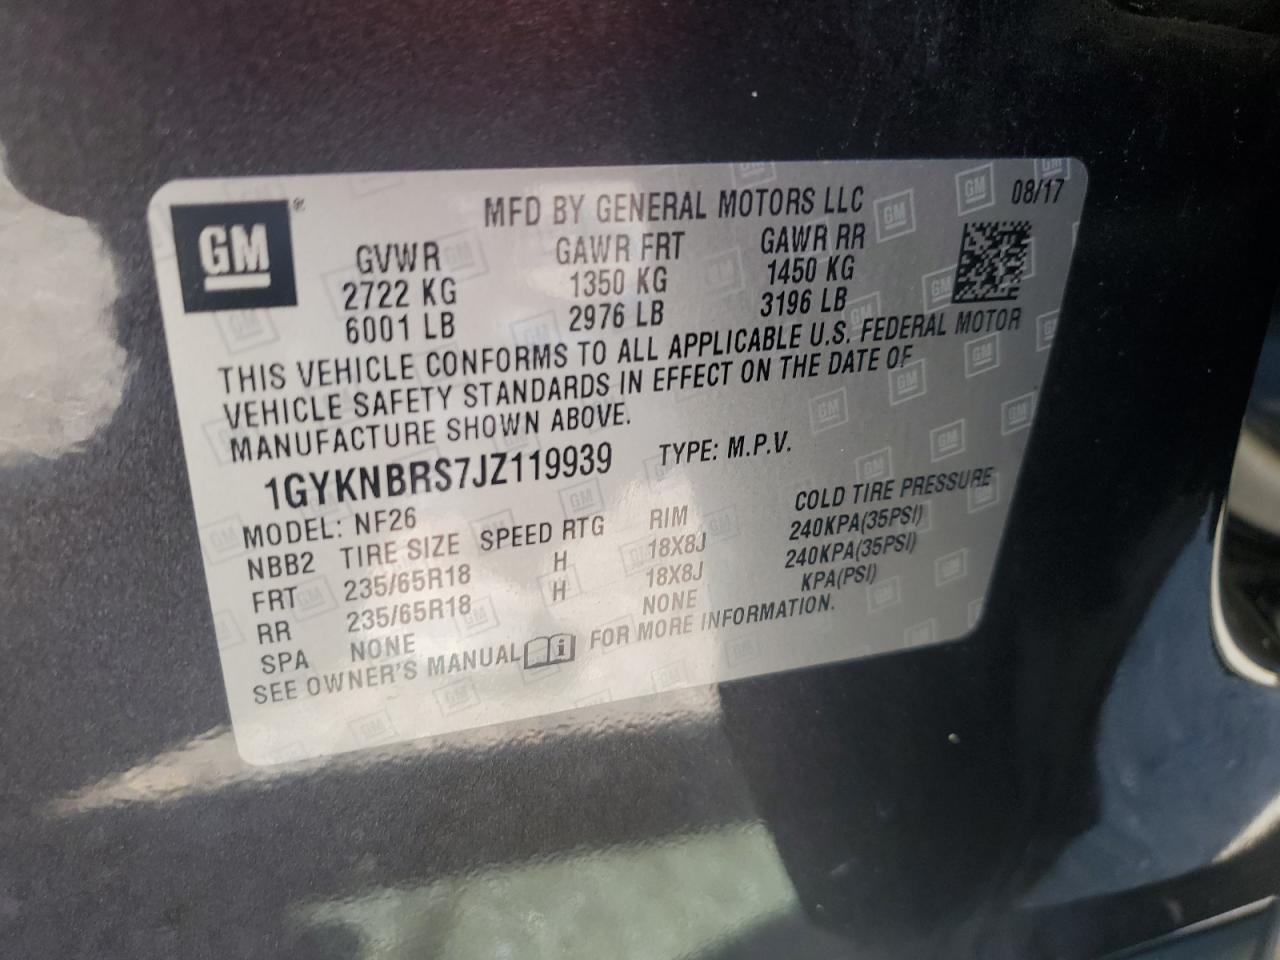 GM®
MFD BY GENERAL MOTORS LLC 08/17
GVWR GAWR FRT GAWR RR
2722 KG 1350 KG 1450 KG
6001 LB 2976 LB 3196 LB
THIS VEHICLE CONFORMS TO ALL APPLICABLE U.S. FEDERAL MOTOR
VEHICLE SAFETY STANDARDS IN EFFECT ON THE DATE OF
MANUFACTURE SHOWN ABOVE.
1GYKNBRS7JZ119939 TYPE: M.P.V.
MODEL: NF26
NBB2 TIRE SIZE SPEED RTG RIM COLD TIRE PRESSURE
FRT 235/65R18 H 18X8J 240KPA(35PSI)
RR 235/65R18 H 18X8J 240KPA(35PSI)
SPA NONE NONE KPA(PSI)
SEE OWNER'S MANUAL i FOR MORE INFORMATION.